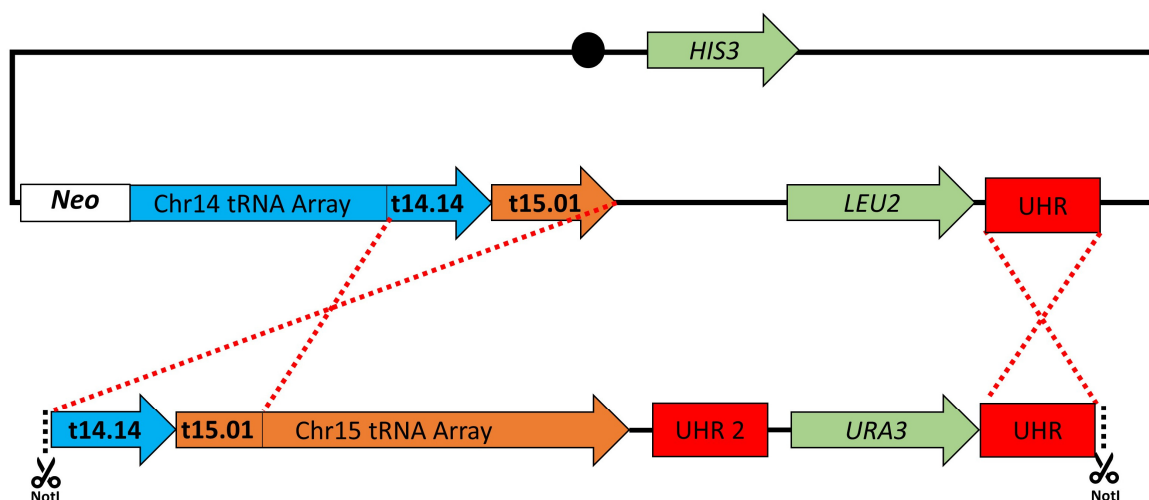 HIS3
Neo Chr14 tRNA Array t14.14 t15.01 LEU2 UHR
t14.14 t15.01 Chr15 tRNA Array UHR 2 URA3 UHR
NotI NotI